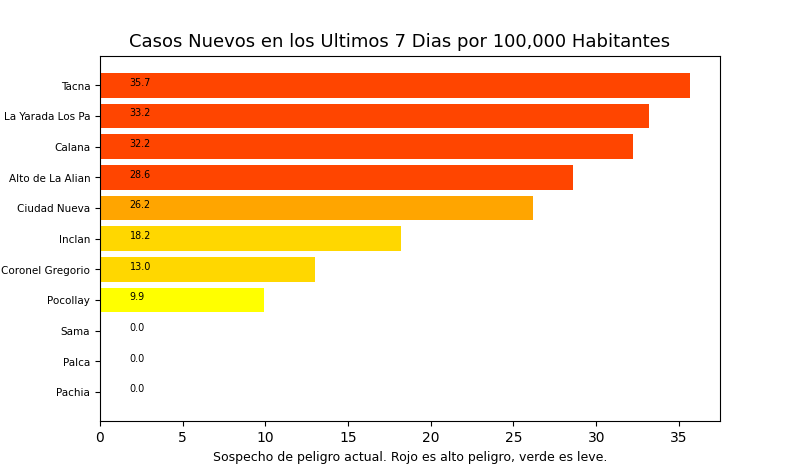 Casos Nuevos en los Ultimos 7 Dias por 100,000 Habitantes
Tacna 35.7
La Yarada Los Pa 33.2
Calana 32.2
Alto de La Alian 28.6
Ciudad Nueva 26.2
Inclan 18.2
Coronel Gregorio 13.0
Pocollay 9.9
Sama 0.0
Palca 0.0
Pachia 0.0
0 5 10 15 20 25 30 35
Sospecho de peligro actual. Rojo es alto peligro, verde es leve.